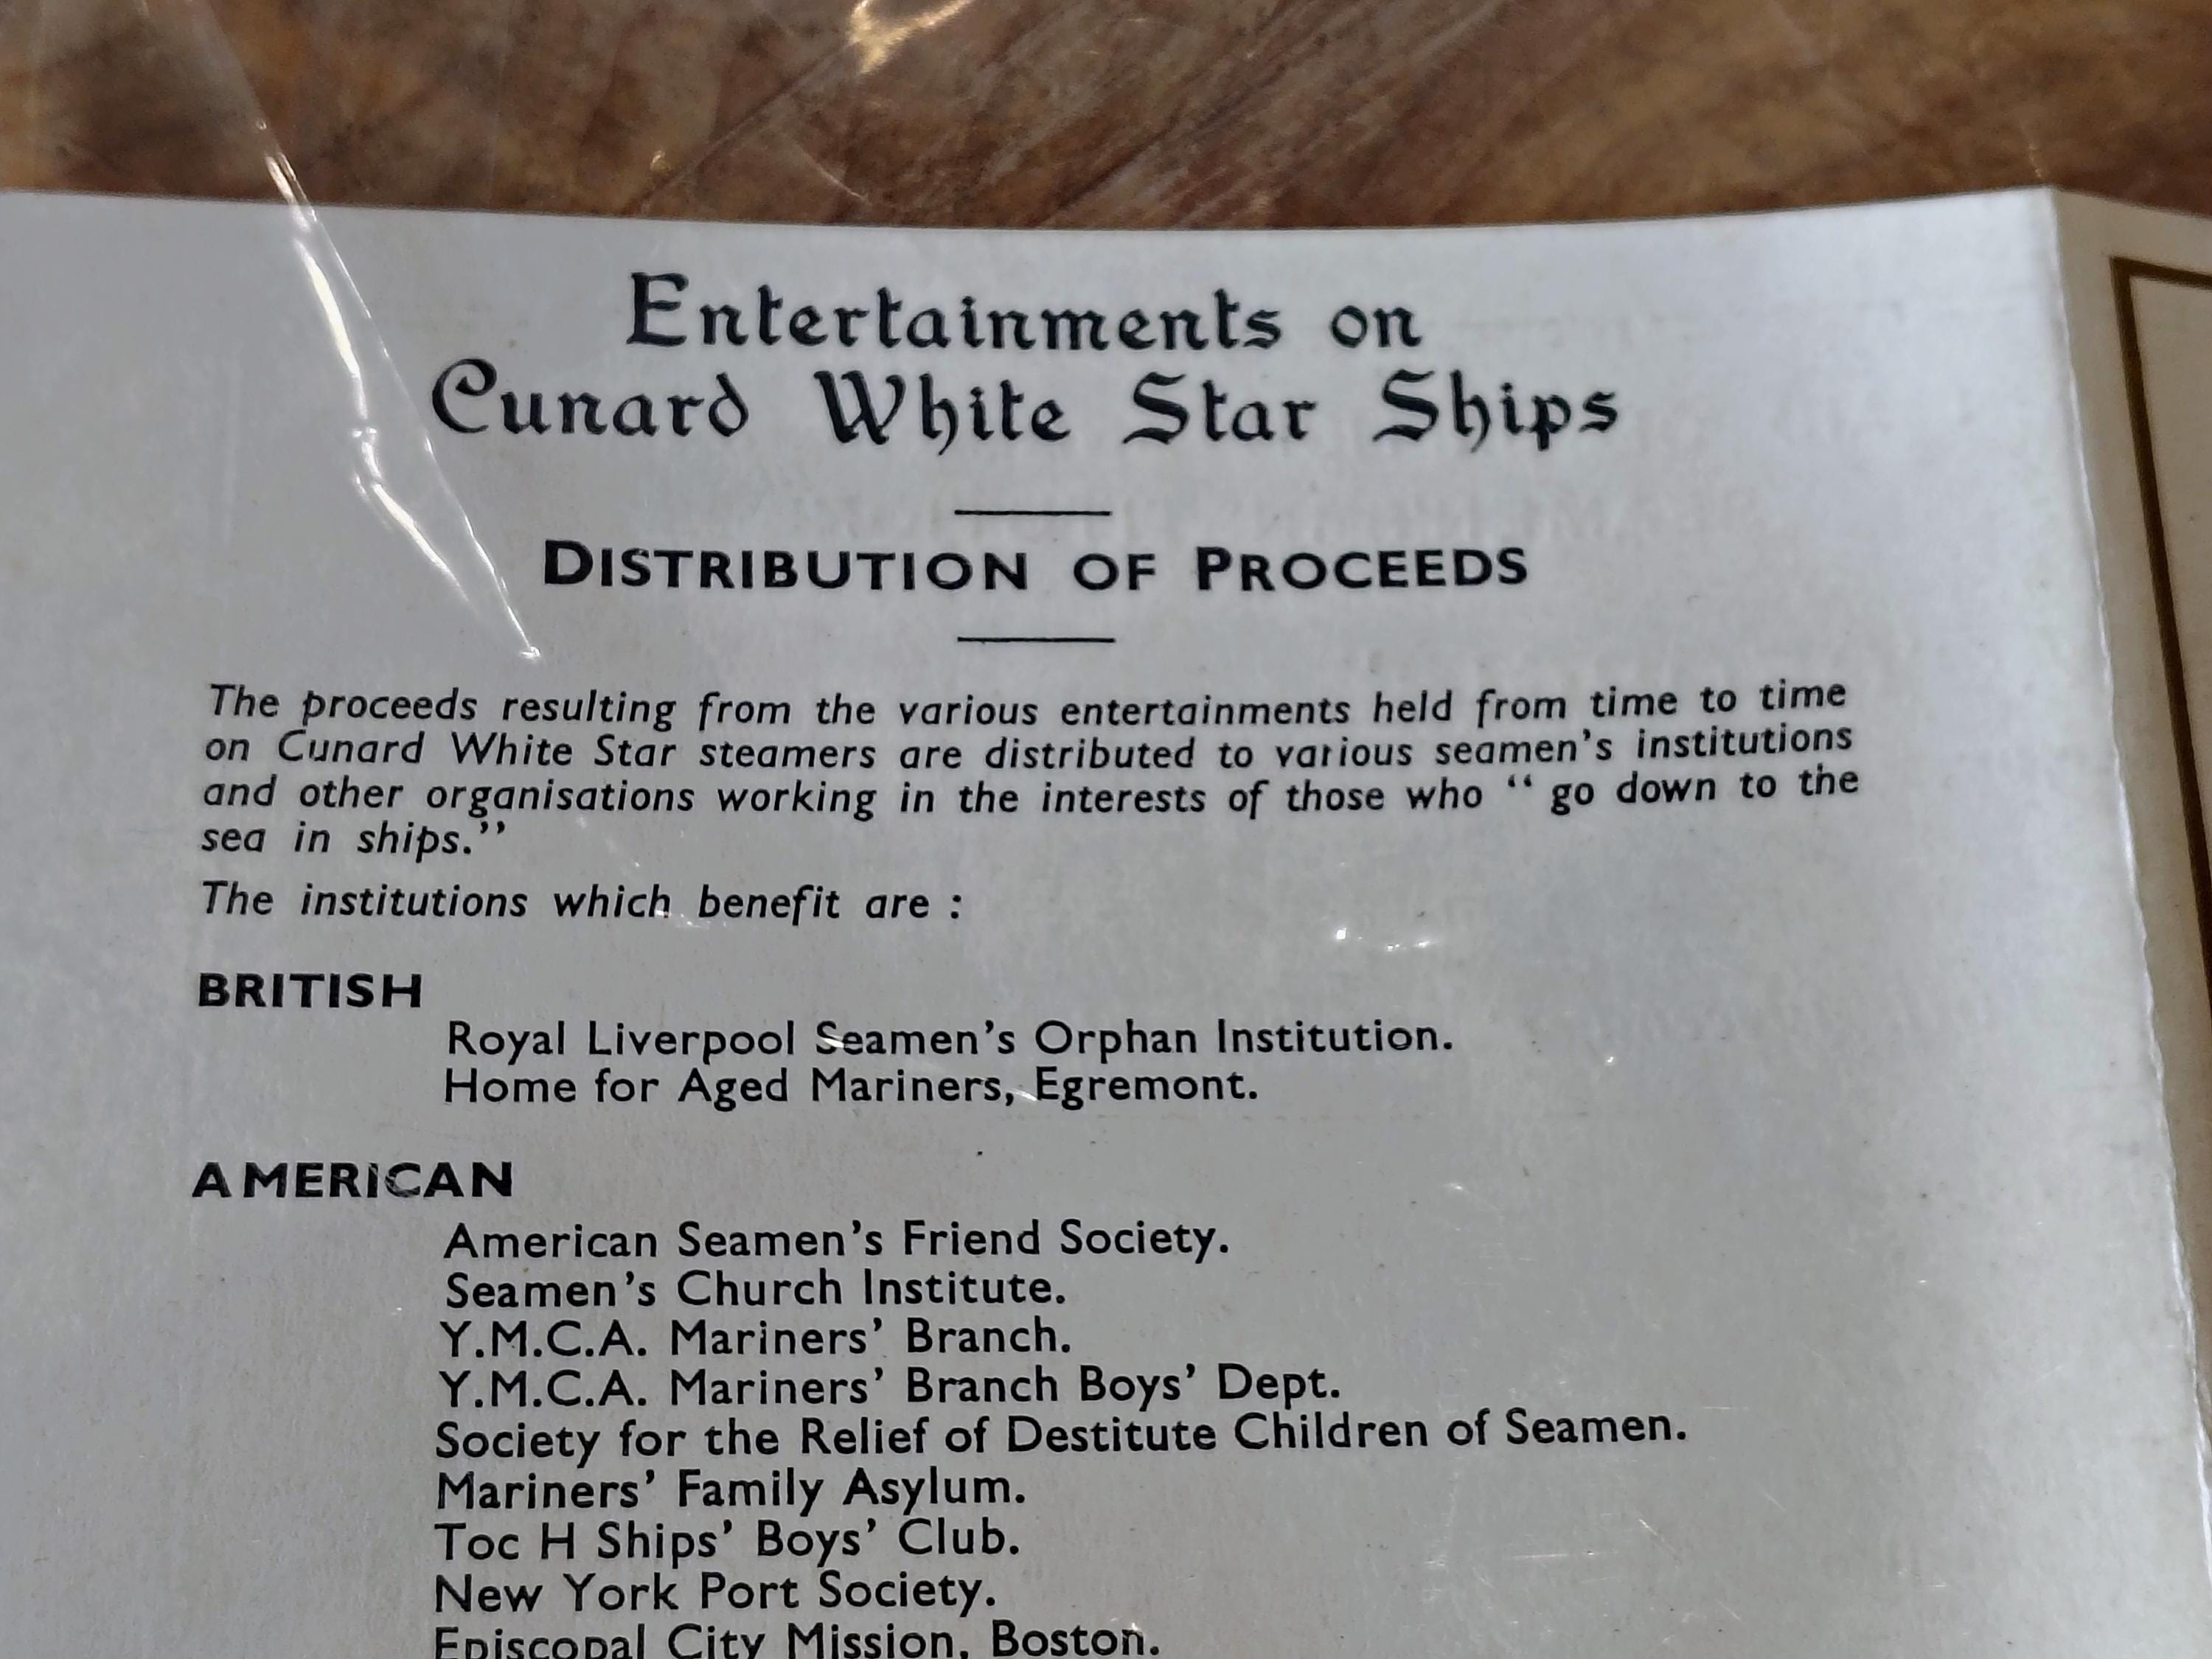 Entertainments on
Cunard White Star Ships
DISTRIBUTION OF PROCEEDS
The proceeds resulting from the various entertainments held from time to time
on Cunard White Star steamers are distributed to various seamen's institutions
and other organisations working in the interests of those who “ go down to the
sea in ships.”
The institutions which benefit are :
BRITISH
Royal Liverpool Seamen's Orphan Institution.
Home for Aged Mariners, Egremont.
AMERICAN
American Seamen's Friend Society.
Seamen's Church Institute.
Y.M.C.A. Mariners' Branch.
Y.M.C.A. Mariners' Branch Boys' Dept.
Society for the Relief of Destitute Children of Seamen.
Mariners' Family Asylum.
Toc H Ships' Boys' Club.
New York Port Society.
Episcopal City Mission, Boston.